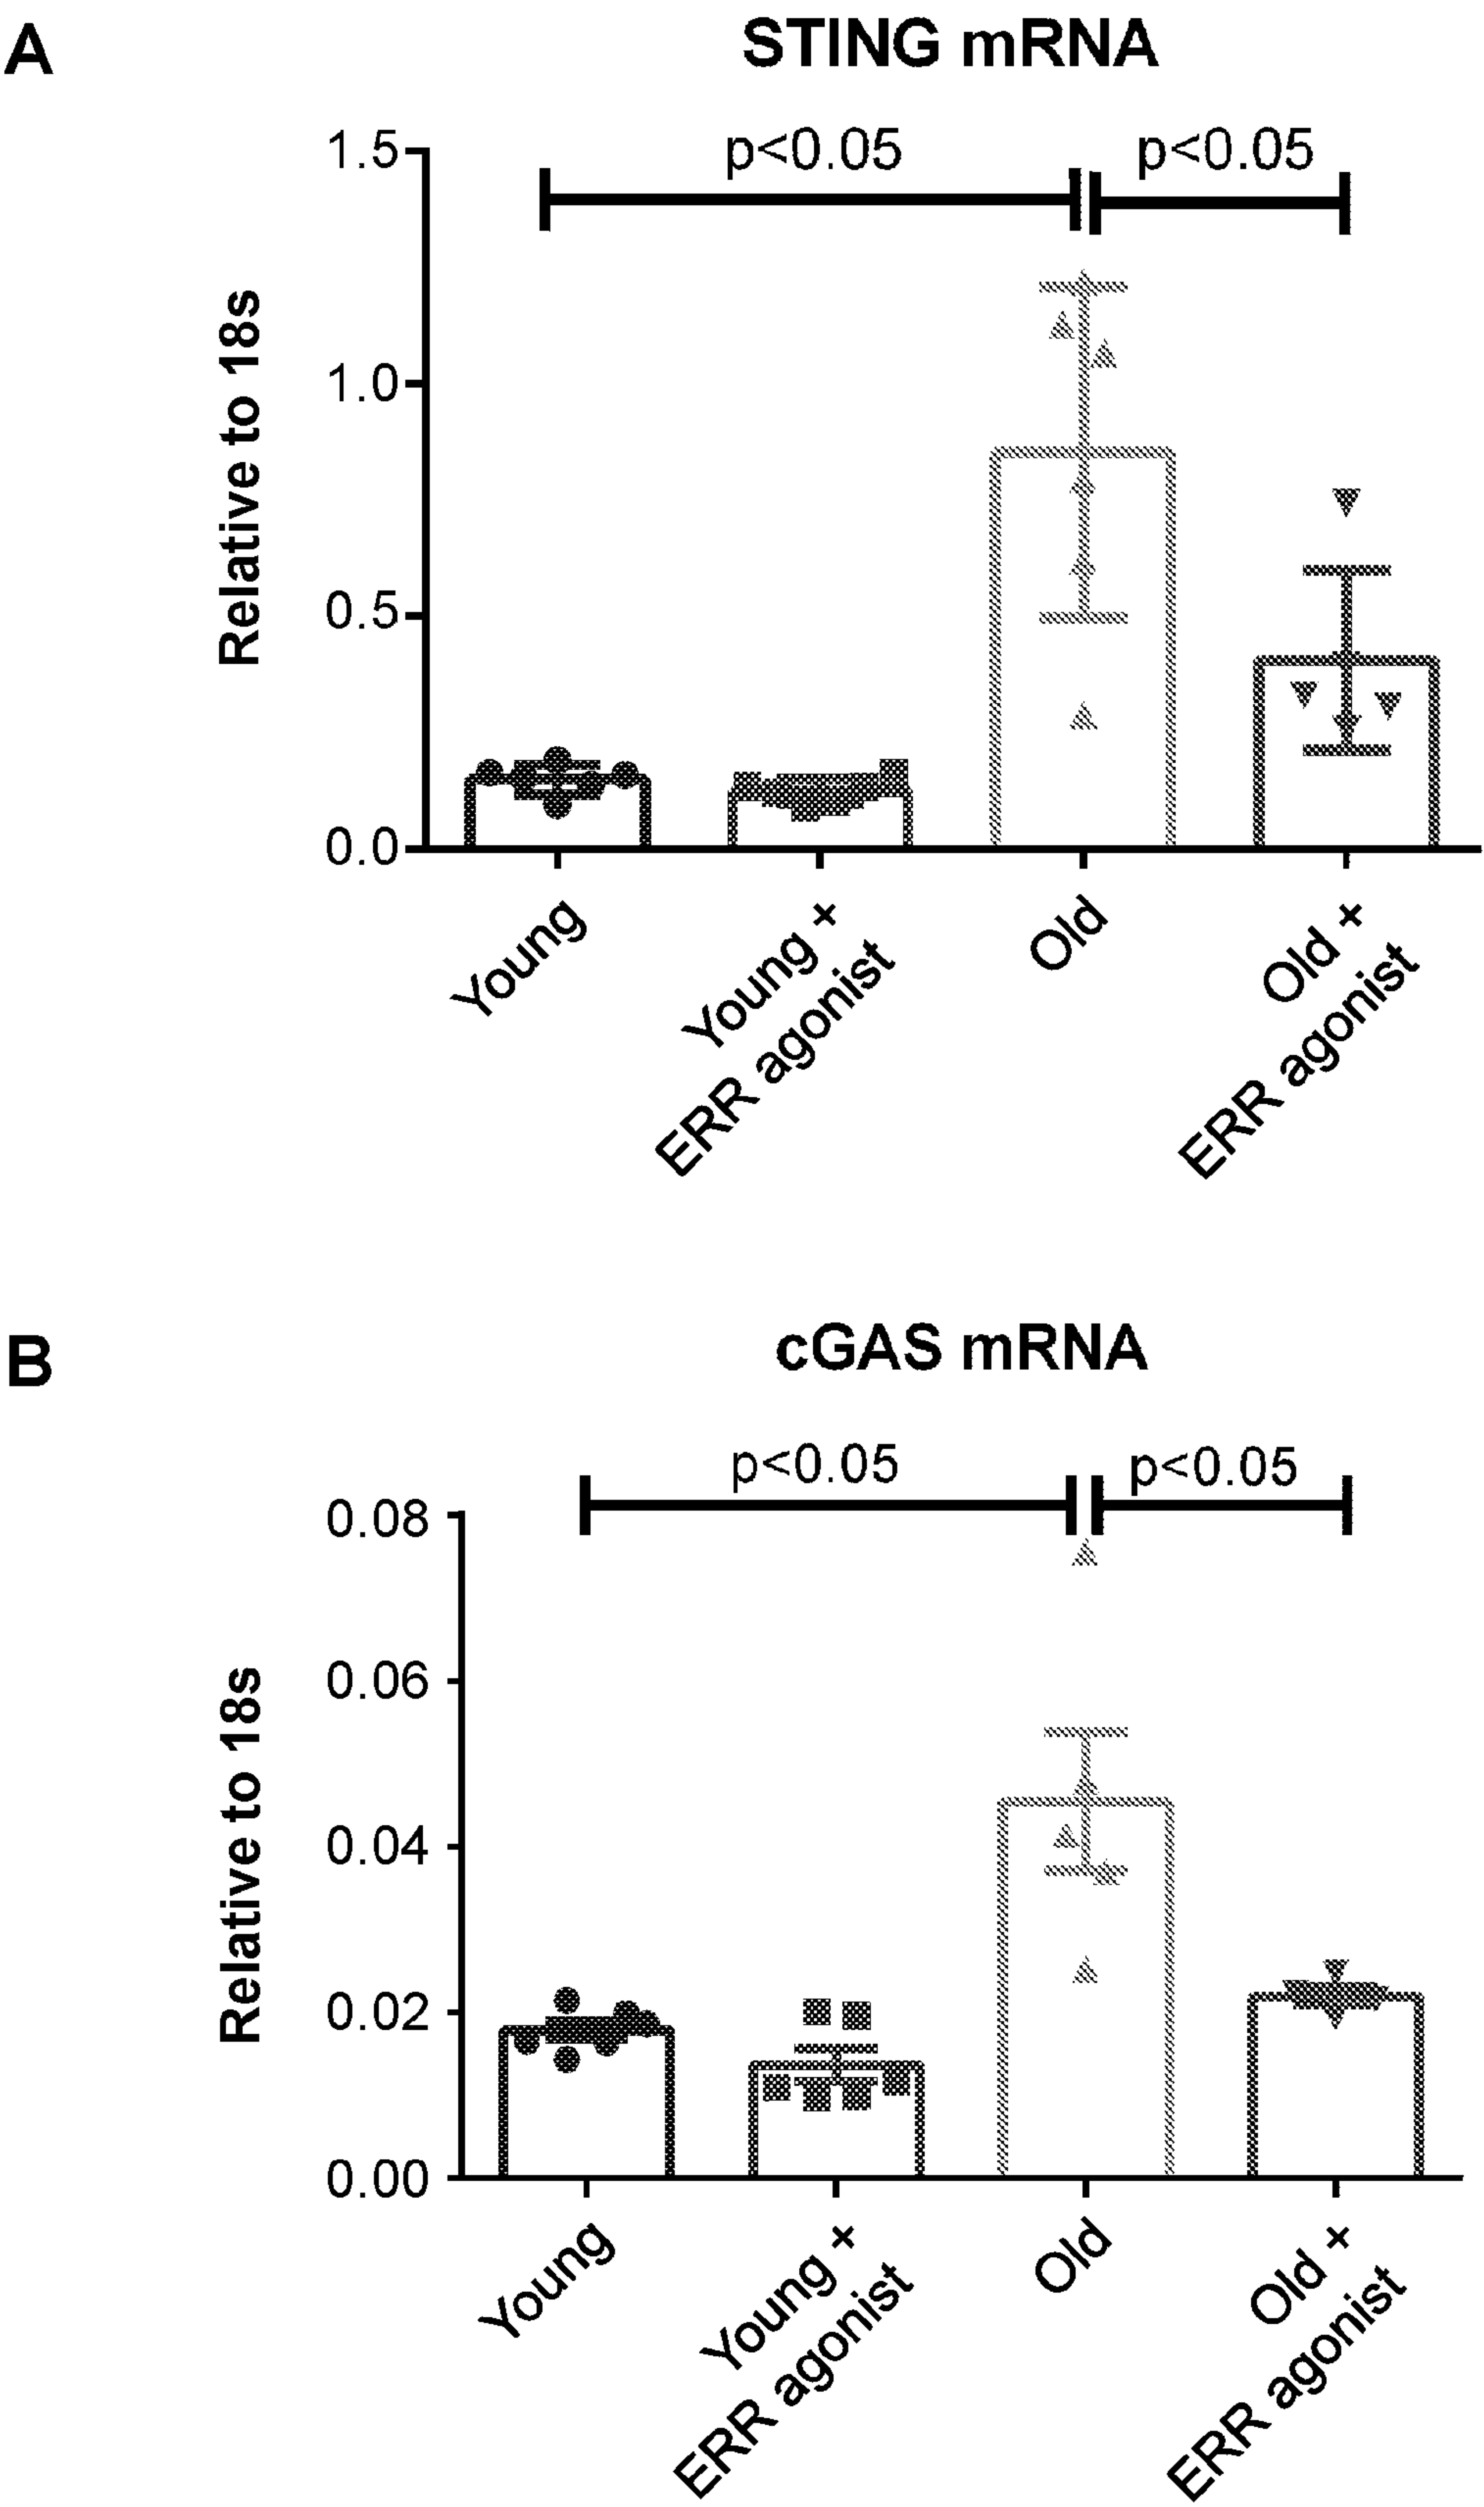 A
STING mRNA
p<0.05
p<0.05
1.5
1.0
0.5
0.0
Relative to 18s
Young
Young +
ERR agonist
Old
Old +
ERR agonist
B
cGAS mRNA
p<0.05
p<0.05
0.08
0.06
0.04
0.02
0.00
Relative to 18s
Young
Young +
ERR agonist
Old
Old +
ERR agonist